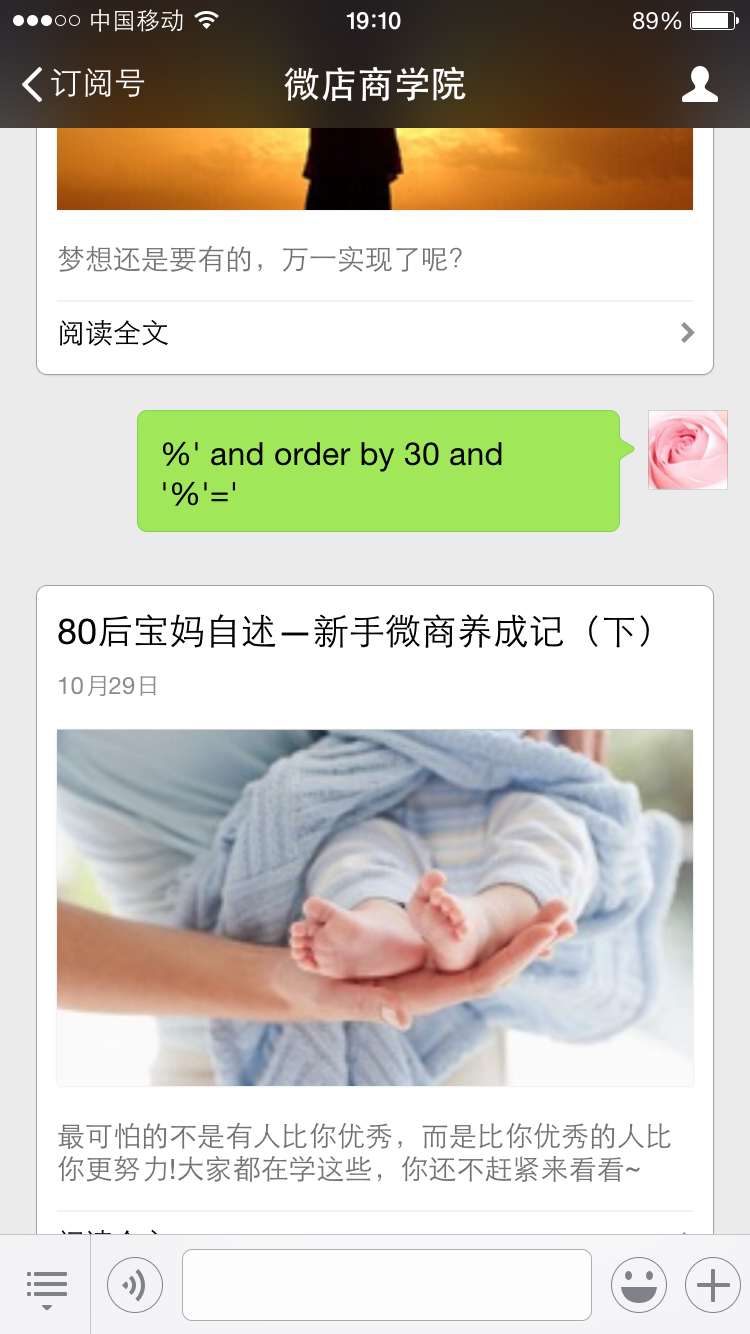 中国移动
19:10
89%
订阅号
微店商学院
梦想还是要有的，万一实现了呢？
阅读全文
%' and order by 30 and
'%'='
80后宝妈自述—新手微商养成记（下）
10月29日
最可怕的不是有人比你优秀，而是比你优秀的人比
你更努力!大家都在学这些，你还不赶紧来看看~